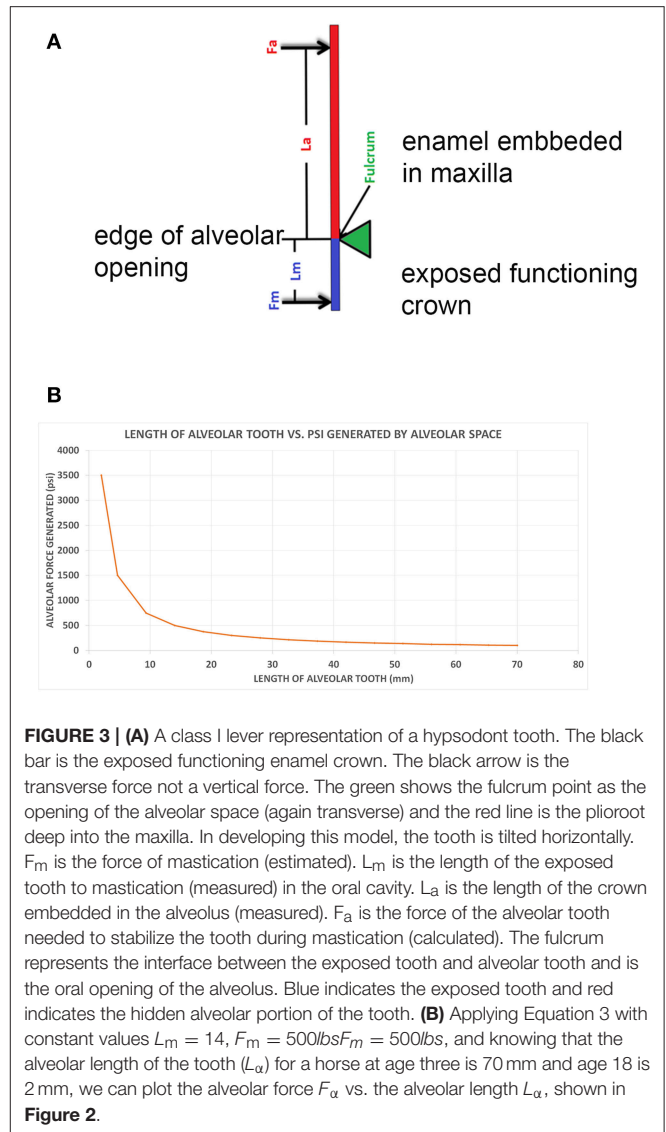 A
Fa
La
Fulcrum
enamel embbeded
in maxilla
edge of alveolar
opening
Lm
Fm
exposed functioning
crown
B
LENGTH OF ALVEOLAR TOOTH VS. PSI GENERATED BY ALVEOLAR SPACE
ALVEOLAR FORCE GENERATED (psi)
4000
3500
3000
2500
2000
1500
1000
500
0
0 10 20 30 40 50 60 70 80
LENGTH OF ALVEOLAR TOOTH (mm)
FIGURE 3 | (A) A class I lever representation of a hypsodont tooth. The black
bar is the exposed functioning enamel crown. The black arrow is the
transverse force not a vertical force. The green shows the fulcrum point as the
opening of the alveolar space (again transverse) and the red line is the plioroot
deep into the maxilla. In developing this model, the tooth is tilted horizontally.
Fm is the force of mastication (estimated). Lm is the length of the exposed
tooth to mastication (measured) in the oral cavity. La is the length of the crown
embedded in the alveolus (measured). Fa is the force of the alveolar tooth
needed to stabilize the tooth during mastication (calculated). The fulcrum
represents the interface between the exposed tooth and alveolar tooth and is
the oral opening of the alveolus. Blue indicates the exposed tooth and red
indicates the hidden alveolar portion of the tooth. (B) Applying Equation 3 with
constant values Lm = 14, Fm = 500lbsFm = 500lbs, and knowing that the
alveolar length of the tooth (Lα) for a horse at age three is 70 mm and age 18 is
2 mm, we can plot the alveolar force Fα vs. the alveolar length Lα, shown in
Figure 2.